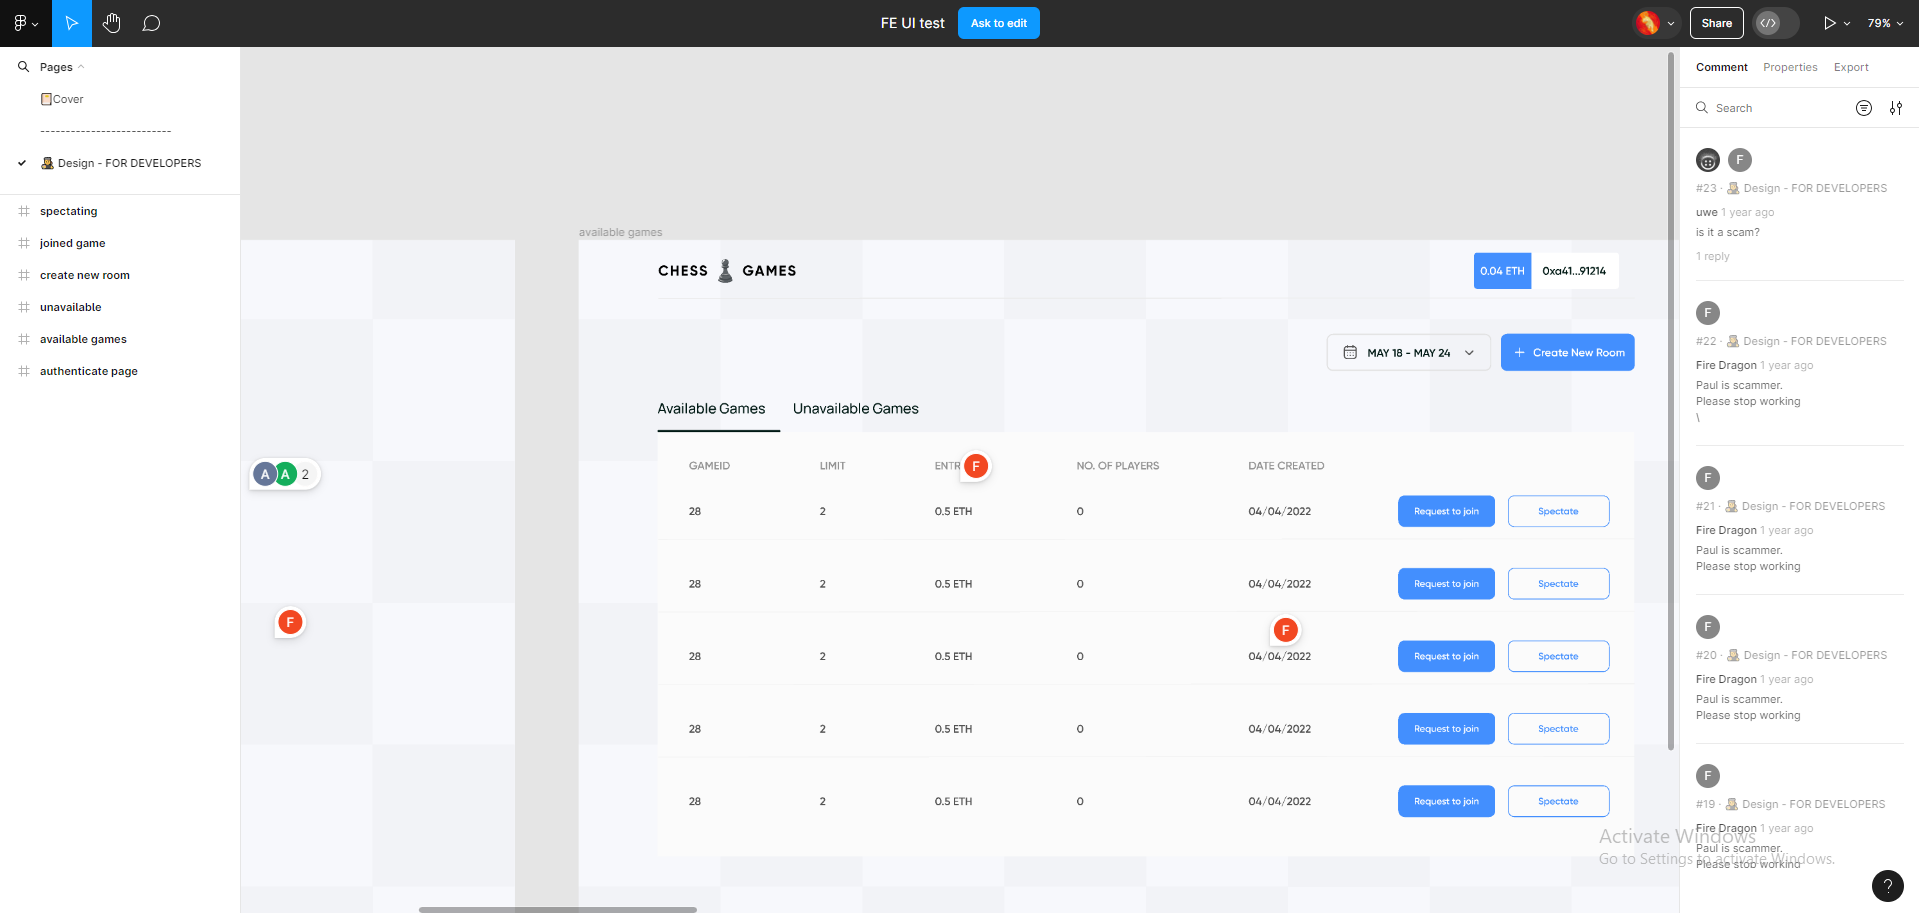 FE UI test
Ask to edit
Share
79%
Pages
Cover
--------------------------
Design - FOR DEVELOPERS
spectating
joined game
create new room
unavailable
available games
authenticate page
available games
CHESS GAMES
0.04 ETH
0xa41...91214
MAY 18 - MAY 24
+ Create New Room
Available Games
Unavailable Games
GAMEID LIMIT ENTR NO. OF PLAYERS DATE CREATED
F
28 2 0.5 ETH 0 04/04/2022 Request to join Spectate
28 2 0.5 ETH 0 04/04/2022 Request to join Spectate
F
28 2 0.5 ETH 0 04/04/2022 Request to join Spectate
28 2 0.5 ETH 0 04/04/2022 Request to join Spectate
28 2 0.5 ETH 0 04/04/2022 Request to join Spectate
A A 2
F
Comment Properties Export
Search
F
#23 · Design - FOR DEVELOPERS
uwe 1 year ago
is it a scam?
1 reply
F
#22 · Design - FOR DEVELOPERS
Fire Dragon 1 year ago
Paul is scammer.
Please stop working
\
F
#21 · Design - FOR DEVELOPERS
Fire Dragon 1 year ago
Paul is scammer.
Please stop working
F
#20 · Design - FOR DEVELOPERS
Fire Dragon 1 year ago
Paul is scammer.
Please stop working
F
#19 · Design - FOR DEVELOPERS
Fire Dragon 1 year ago
Paul is scammer.
Please stop working
Activate Windows
Go to Settings to activate Windows.
?